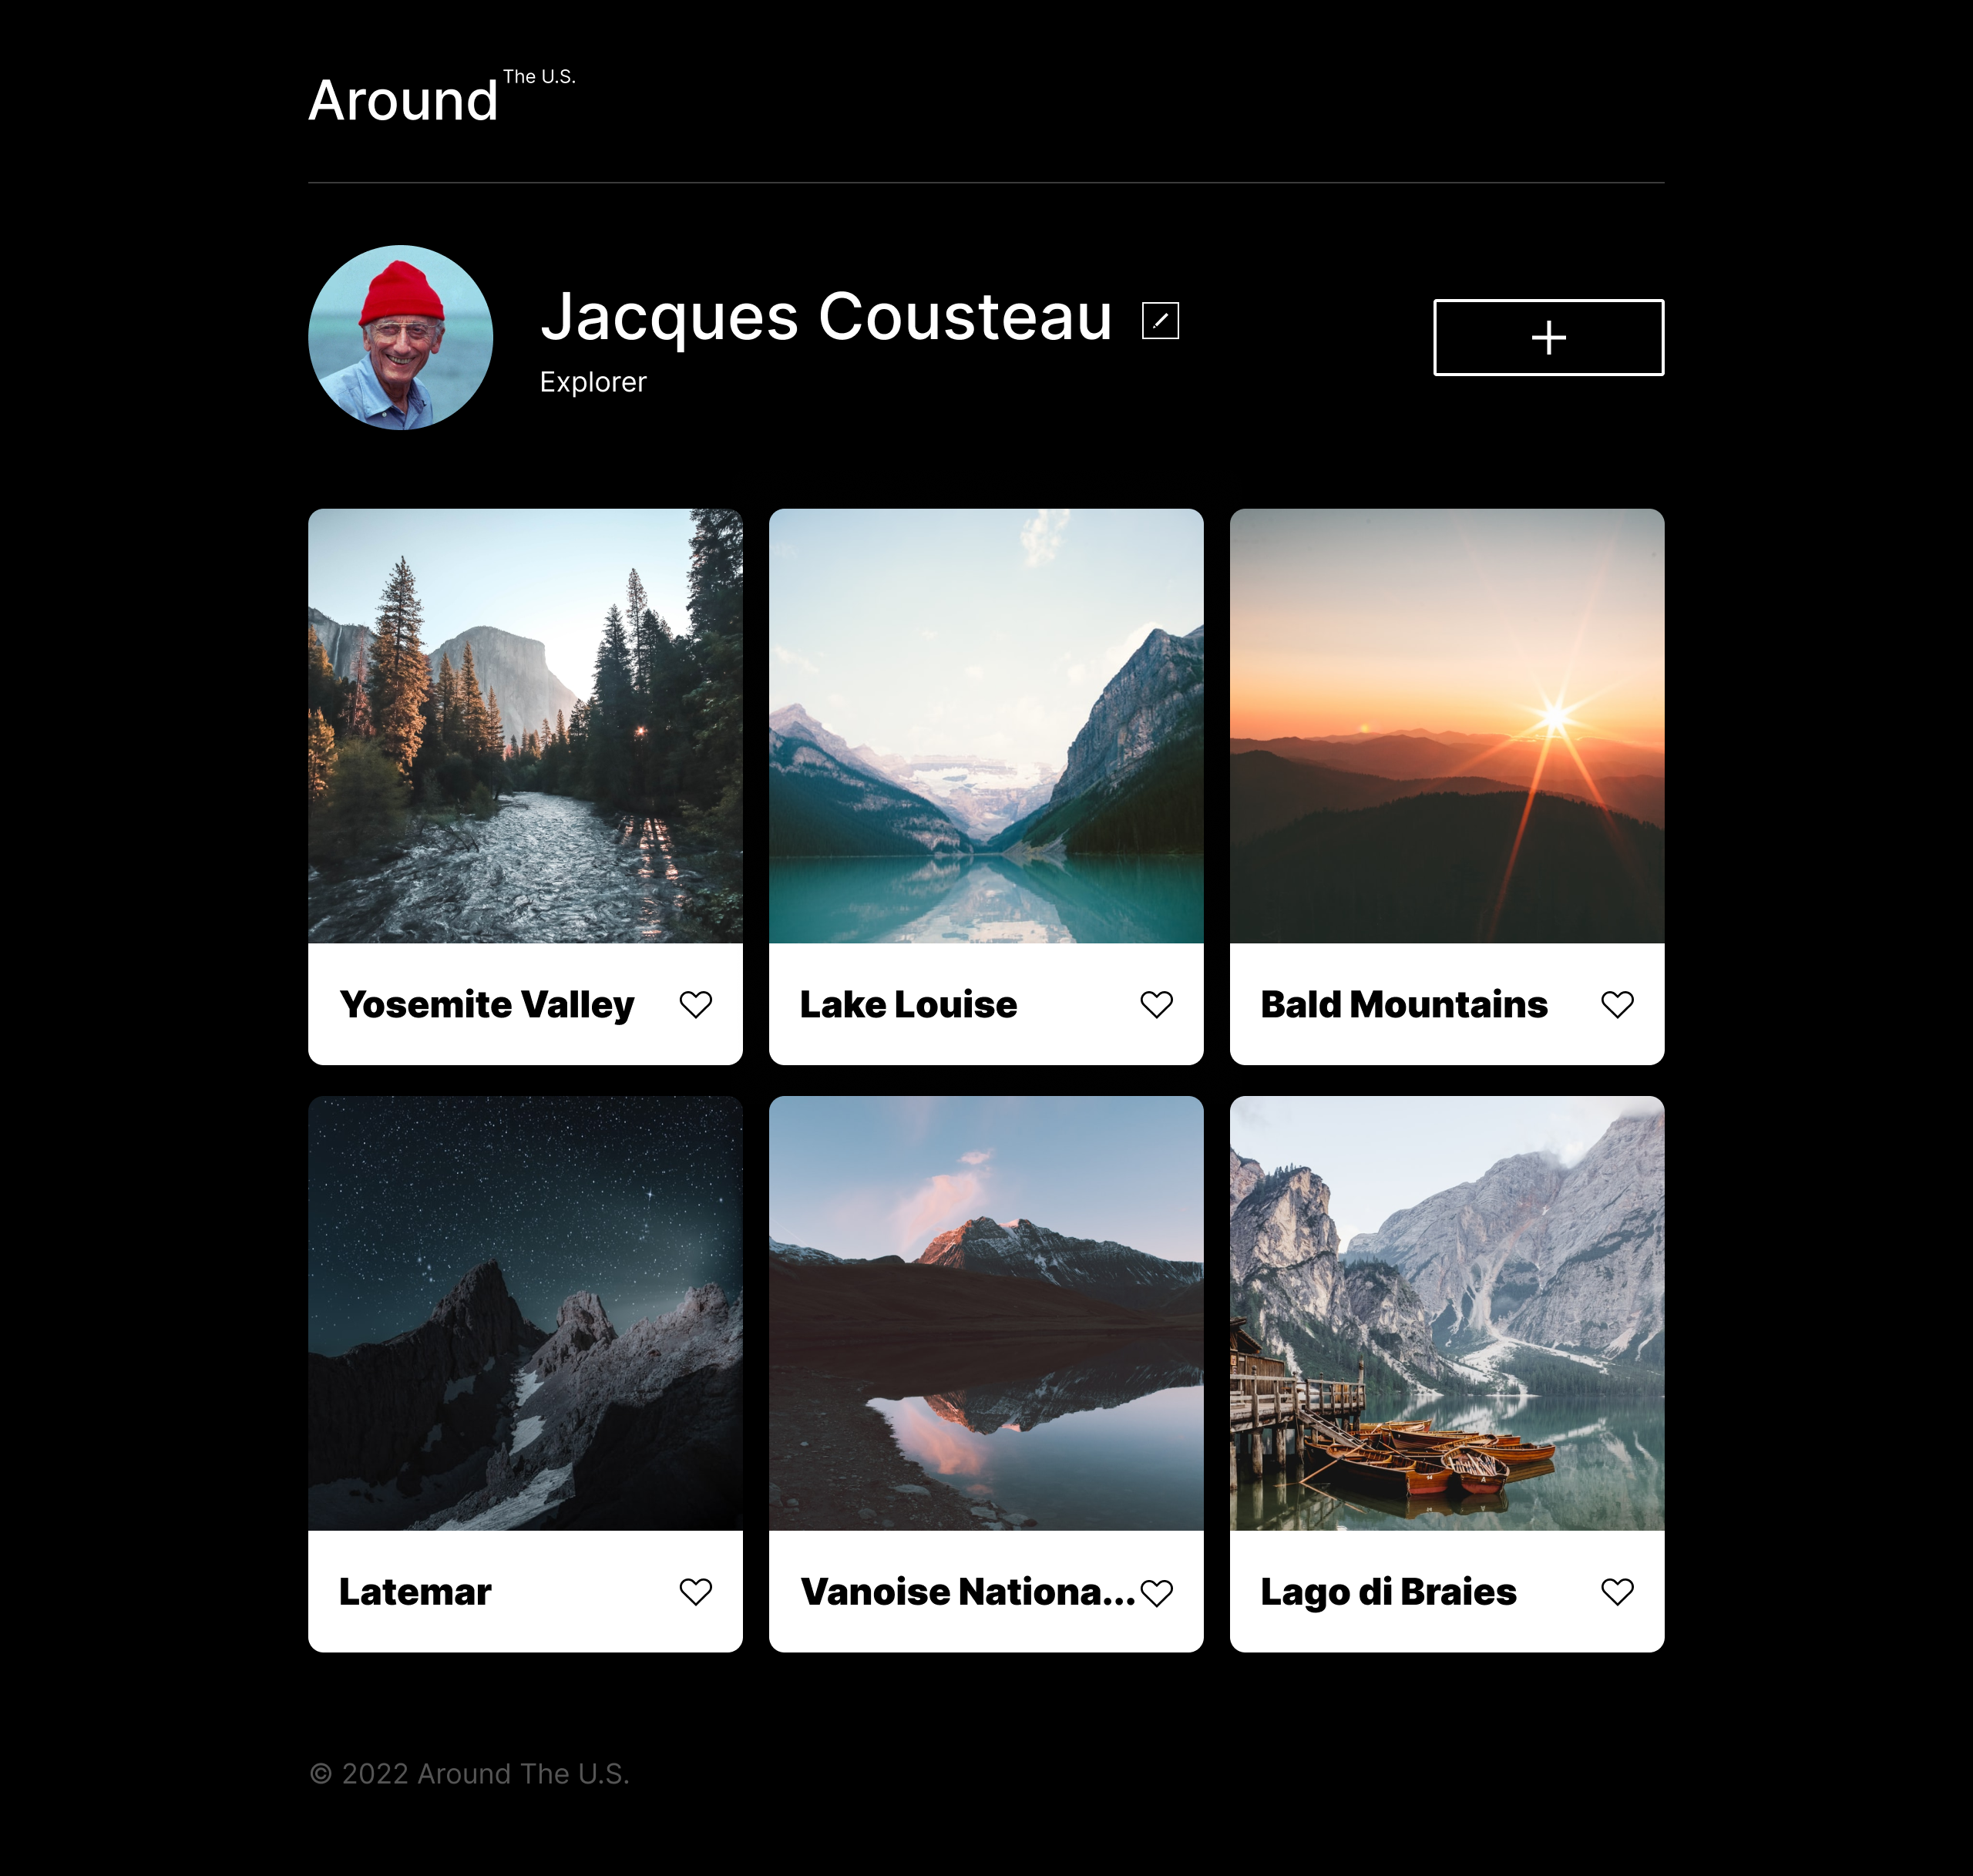 Around The U.S.
Jacques Cousteau
Explorer
Yosemite Valley
Lake Louise
Bald Mountains
Latemar
Vanoise Nationa...
Lago di Braies
© 2022 Around The U.S.